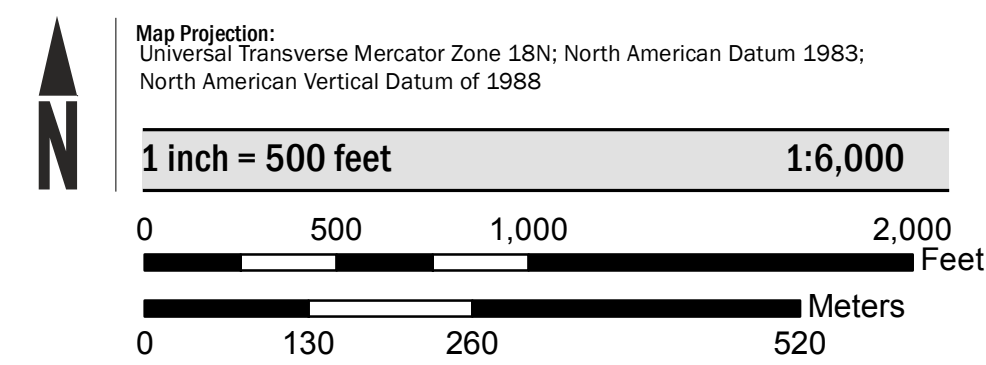 N
Map Projection:
Universal Transverse Mercator Zone 18N; North American Datum 1983;
North American Vertical Datum of 1988
1 inch = 500 feet 1:6,000
0 500 1,000 2,000
Feet
Meters
0 130 260 520